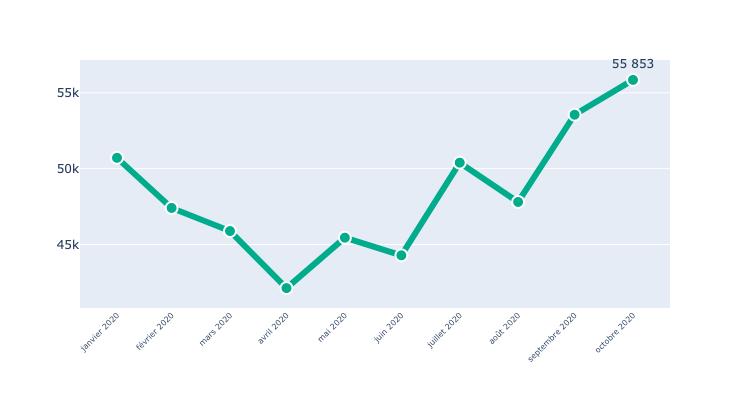 55 853
55k
50k
45k
janvier 2020
février 2020
mars 2020
avril 2020
mai 2020
juin 2020
juillet 2020
août 2020
septembre 2020
octobre 2020